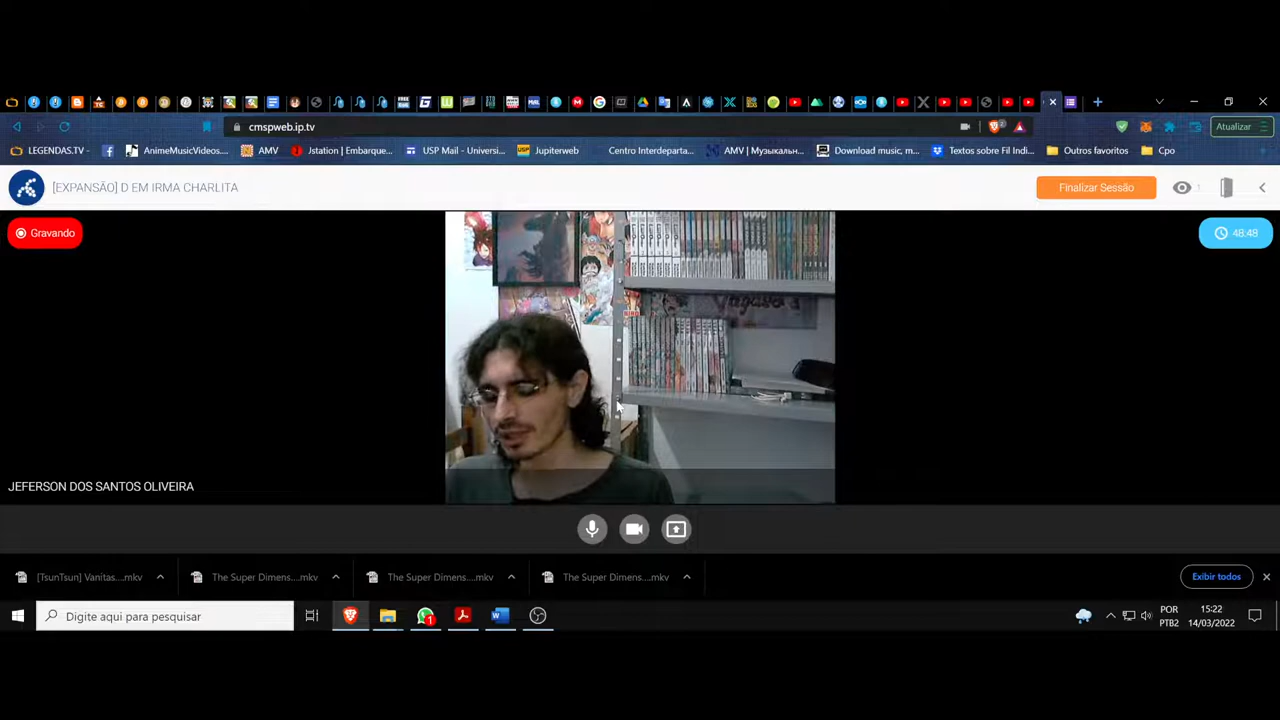 cmspweb.ip.tv
Atualizar
LEGENDAS.TV -
AnimeMusicVideos....
AMV
Jstation | Embarque...
USP Mail - Universi...
Jupiterweb
Centro Interdeparta...
AMV | Музыкальн...
Download music, m...
Textos sobre Fil Indi...
Outros favoritos
Cpo
[EXPANSÃO] D EM IRMA CHARLITA
Finalizar Sessão
1
Gravando
48:48
JEFERSON DOS SANTOS OLIVEIRA
[TsunTsun] Vanitas....mkv
The Super Dimens....mkv
The Super Dimens....mkv
The Super Dimens....mkv
Exibir todos
Digite aqui para pesquisar
1
POR
PTB2
15:22
14/03/2022